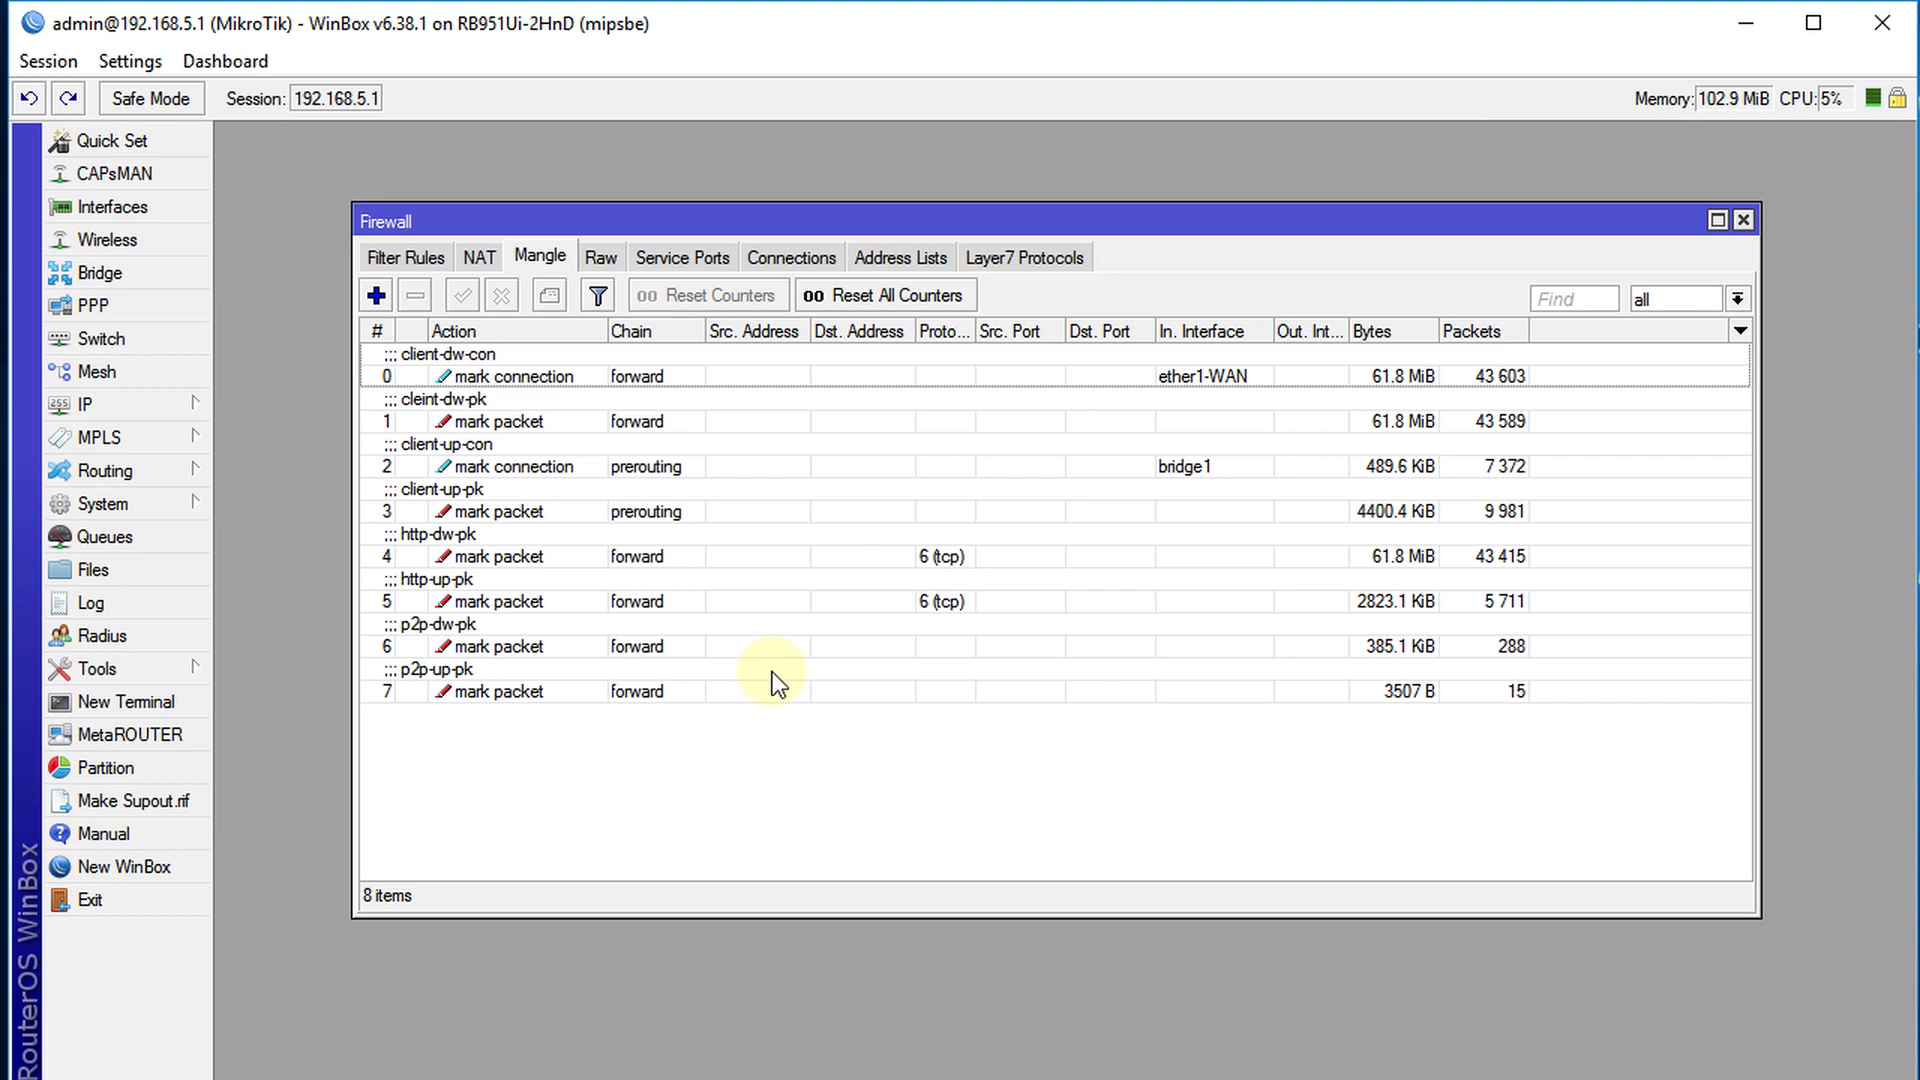 admin@192.168.5.1 (MikroTik) - WinBox v6.38.1 on RB951Ui-2HnD (mipsbe)
Session Settings Dashboard
Safe Mode Session: 192.168.5.1 Memory: 102.9 MiB CPU: 5%
Quick Set
CAPsMAN
Interfaces
Wireless
Bridge
PPP
Switch
Mesh
255 IP
MPLS
Routing
System
Queues
Files
Log
Radius
Tools
New Terminal
MetaROUTER
Partition
Make Supout.rif
Manual
New WinBox
Exit
RouterOS WinBox
Firewall
Filter Rules NAT Mangle Raw Service Ports Connections Address Lists Layer7 Protocols
00 Reset Counters 00 Reset All Counters Find all
# Action Chain Src. Address Dst. Address Proto... Src. Port Dst. Port In. Interface Out. Int... Bytes Packets
;;; client-dw-con
0 mark connection forward ether1-WAN 61.8 MiB 43 603
;;; cleint-dw-pk
1 mark packet forward 61.8 MiB 43 589
;;; client-up-con
2 mark connection prerouting bridge1 489.6 KiB 7 372
;;; client-up-pk
3 mark packet prerouting 4400.4 KiB 9 981
;;; http-dw-pk
4 mark packet forward 6 (tcp) 61.8 MiB 43 415
;;; http-up-pk
5 mark packet forward 6 (tcp) 2823.1 KiB 5 711
;;; p2p-dw-pk
6 mark packet forward 385.1 KiB 288
;;; p2p-up-pk
7 mark packet forward 3507 B 15
8 items